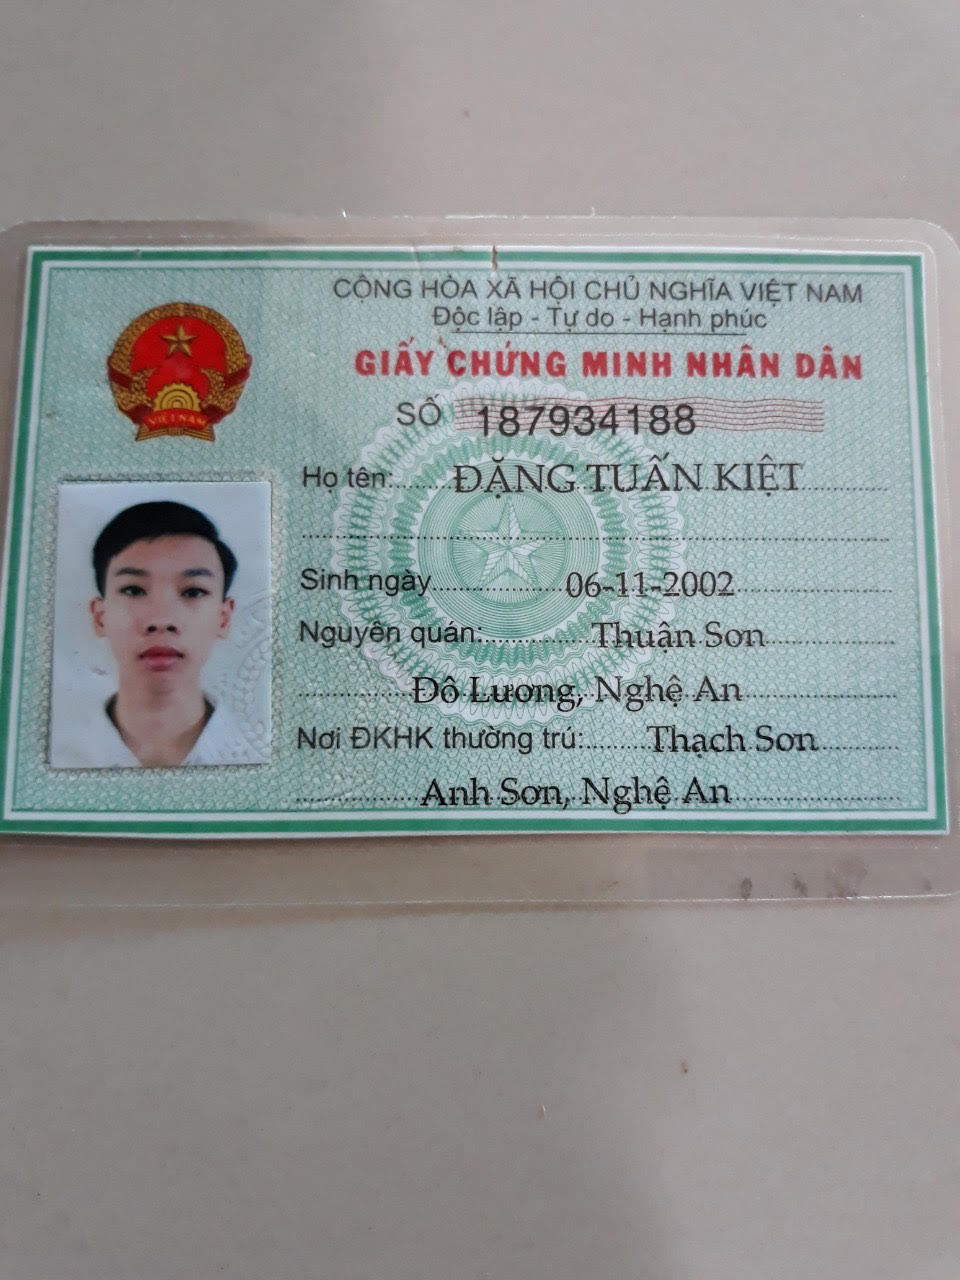 CỘNG HÒA XÃ HỘI CHỦ NGHĨA VIỆT NAM
Độc lập - Tự do - Hạnh phúc
GIẤY CHỨNG MINH NHÂN DÂN
SỐ 187934188
Họ tên: ĐẶNG TUẤN KIỆT
Sinh ngày 06-11-2002
Nguyên quán: Thuận Sơn
Đô Lương, Nghệ An
Nơi ĐKHK thường trú: Thạch Sơn
Anh Sơn, Nghệ An
VIỆT NAM